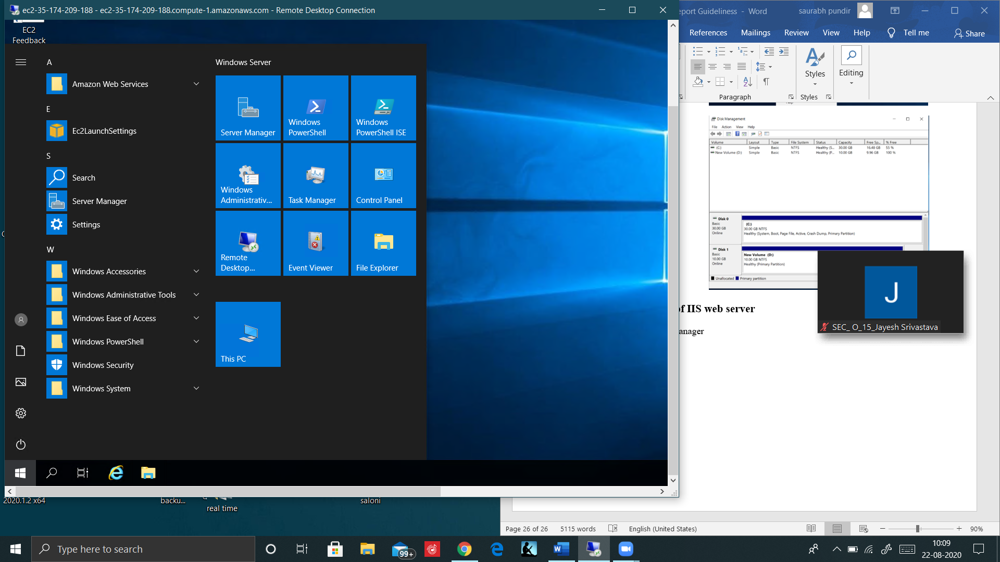 ec2-35-174-209-188 - ec2-35-174-209-188.compute-1.amazonaws.com - Remote Desktop Connection
EC2
Feedback
A
Amazon Web Services
E
Ec2LaunchSettings
S
Search
Server Manager
Settings
W
Windows Accessories
Windows Administrative Tools
Windows Ease of Access
Windows PowerShell
Windows Security
Windows System
Windows Server
Server Manager
Windows
PowerShell
Windows
PowerShell ISE
Windows
Administrativ...
Task Manager
Control Panel
Remote
Desktop...
Event Viewer
File Explorer
This PC
2020.1.2 x64
backu...
real time
saloni
eport Guideliness - Word
saurabh pundir
References
Mailings
Review
View
Help
Tell me
Share
Styles
Editing
Paragraph
Styles
Disk Management
File Action View Help
Volume Layout Type File System Status Capacity Free Sp... % Free
(C:) Simple Basic NTFS Healthy (S... 30.00 GB 16.48 GB 55 %
New Volume (D:) Simple Basic NTFS Healthy (P... 10.00 GB 9.96 GB 100 %
Disk 0
Basic
30.00 GB
Online
(C:)
30.00 GB NTFS
Healthy (System, Boot, Page File, Active, Crash Dump, Primary Partition)
Disk 1
Basic
10.00 GB
Online
New Volume (D:)
10.00 GB NTFS
Healthy (Primary Partition)
Unallocated Primary partition
J
SEC_ O_15_Jayesh Srivastava
of IIS web server
anager
Page 26 of 26
5115 words
English (United States)
90%
Type here to search
99+
10:09
22-08-2020